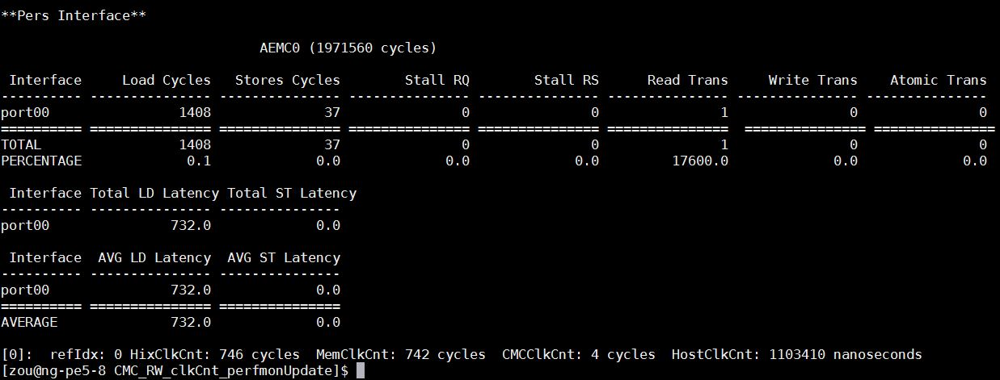 **Pers Interface**
AEMC0 (1971560 cycles)
Interface Load Cycles Stores Cycles Stall RQ Stall RS Read Trans Write Trans Atomic Trans
---------- --------------- --------------- --------------- --------------- --------------- --------------- ---------------
port00 1408 37 0 0 1 0 0
========== =============== =============== =============== =============== =============== =============== ===============
TOTAL 1408 37 0 0 1 0 0
PERCENTAGE 0.1 0.0 0.0 0.0 17600.0 0.0 0.0
Interface Total LD Latency Total ST Latency
---------- --------------- ---------------
port00 732.0 0.0
Interface AVG LD Latency AVG ST Latency
---------- --------------- ---------------
port00 732.0 0.0
========== =============== ===============
AVERAGE 732.0 0.0
[0]: refIdx: 0 HixClkCnt: 746 cycles MemClkCnt: 742 cycles CMCClkCnt: 4 cycles HostClkCnt: 1103410 nanoseconds
[zou@ng-pe5-8 CMC_RW_clkCnt_perfmonUpdate]$